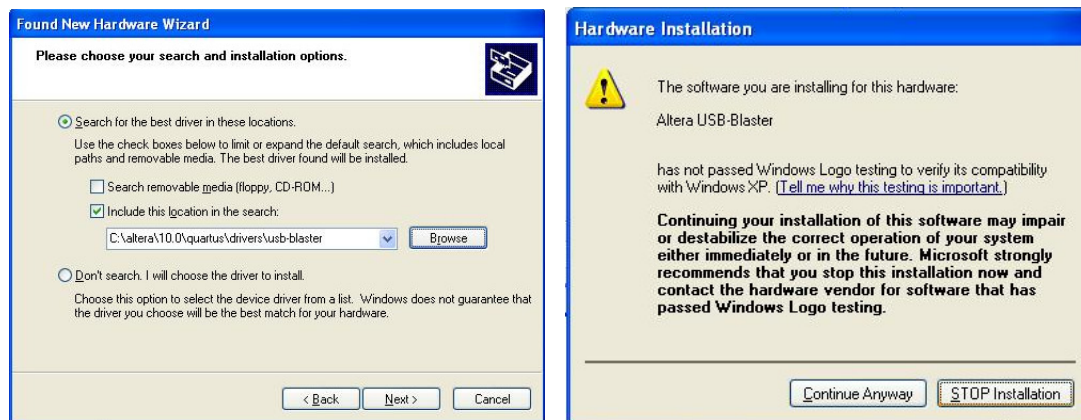 Found New Hardware Wizard
Please choose your search and installation options.
Search for the best driver in these locations.
Use the check boxes below to limit or expand the default search, which includes local
paths and removable media. The best driver found will be installed.
Search removable media (floppy, CD-ROM...)
Include this location in the search:
C:\altera\10.0\quartus\drivers\usb-blaster
Browse
Don't search. I will choose the driver to install.
Choose this option to select the device driver from a list. Windows does not guarantee that
the driver you choose will be the best match for your hardware.
< Back
Next >
Cancel
Hardware Installation
The software you are installing for this hardware:
Altera USB-Blaster
has not passed Windows Logo testing to verify its compatibility
with Windows XP. (Tell me why this testing is important.)
Continuing your installation of this software may impair
or destabilize the correct operation of your system
either immediately or in the future. Microsoft strongly
recommends that you stop this installation now and
contact the hardware vendor for software that has
passed Windows Logo testing.
Continue Anyway
STOP Installation